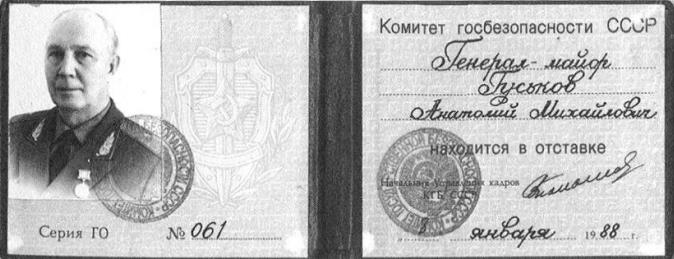 Серия ГО № 061
Комитет госбезопасности СССР
Генерал-майор
Гуськов
Анатолий Михайлович
находится в отставке
Начальник Управления кадров
КГБ СССР
8 января 1988 г.